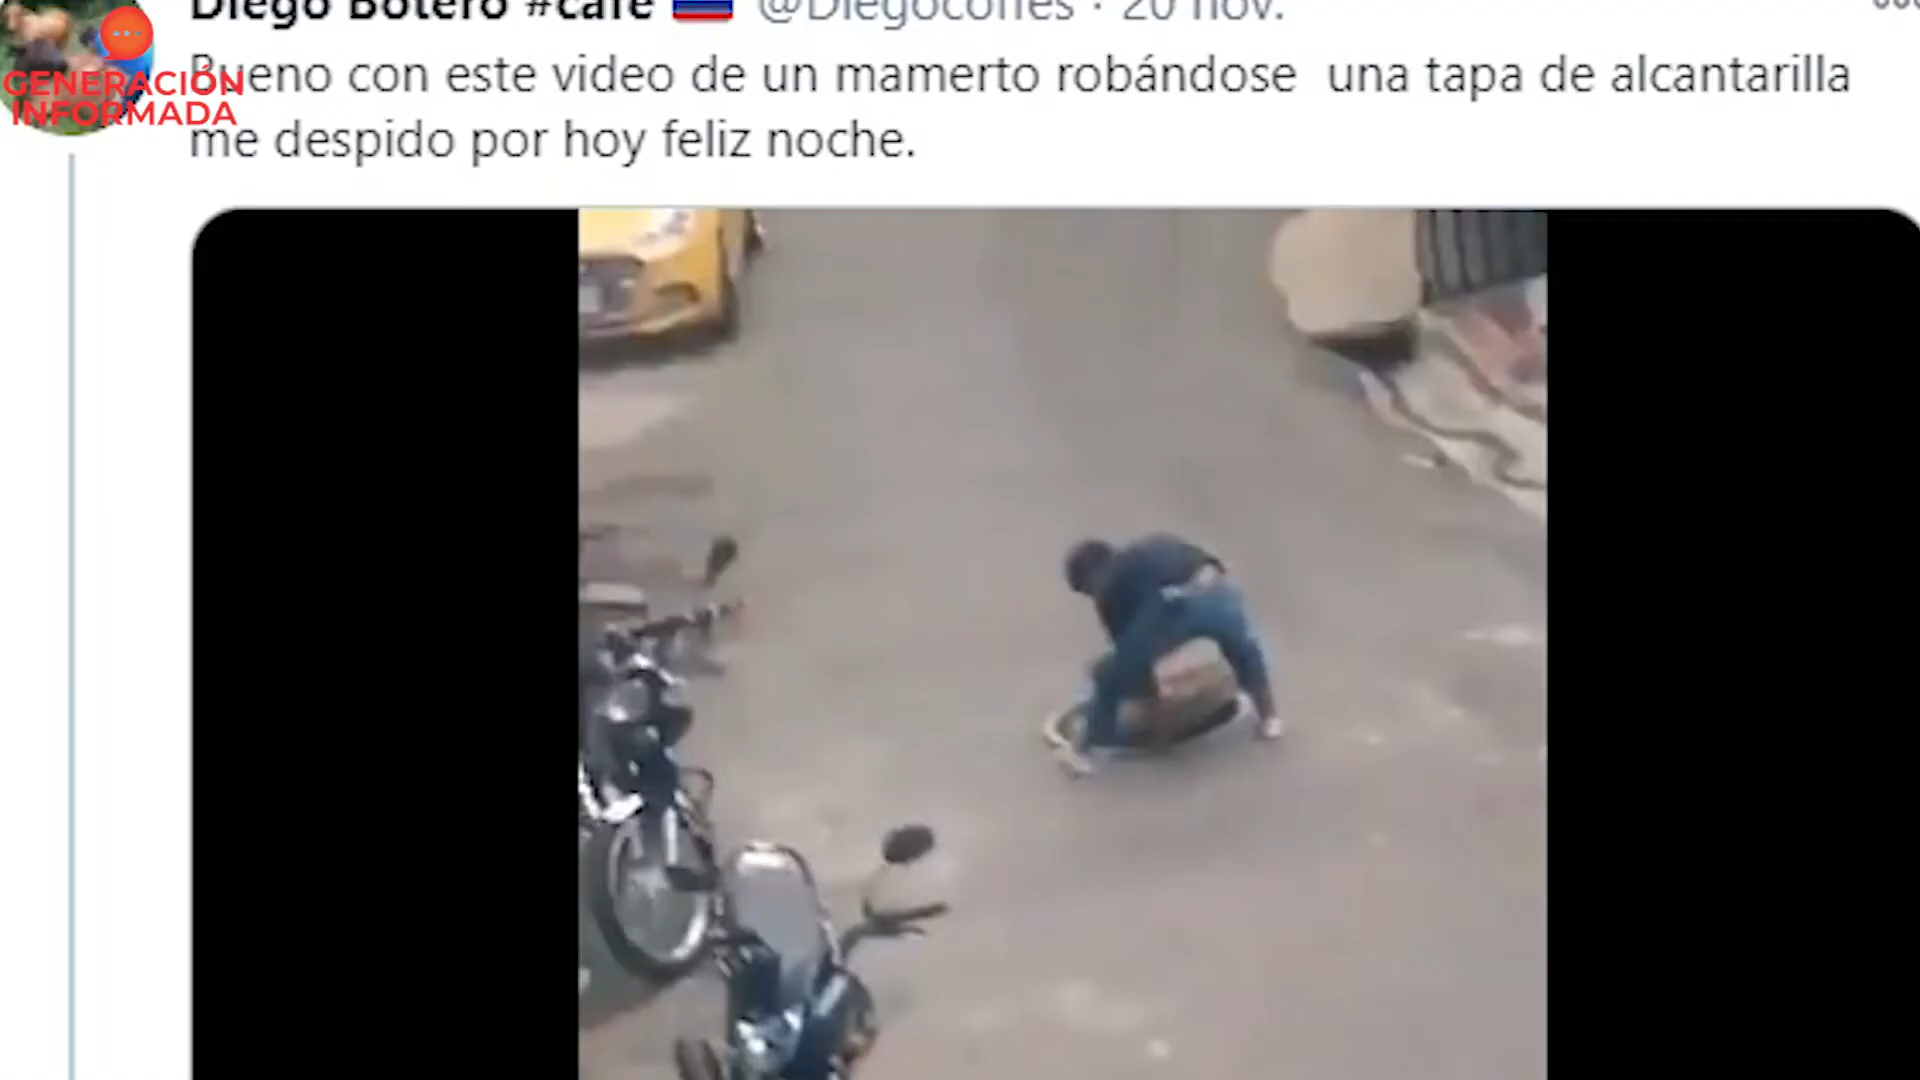 Diego Botero #café @Diegocoffes · 20 nov.
GENERACIÓN
INFORMADA
Bueno con este video de un mamerto robándose una tapa de alcantarilla
me despido por hoy feliz noche.